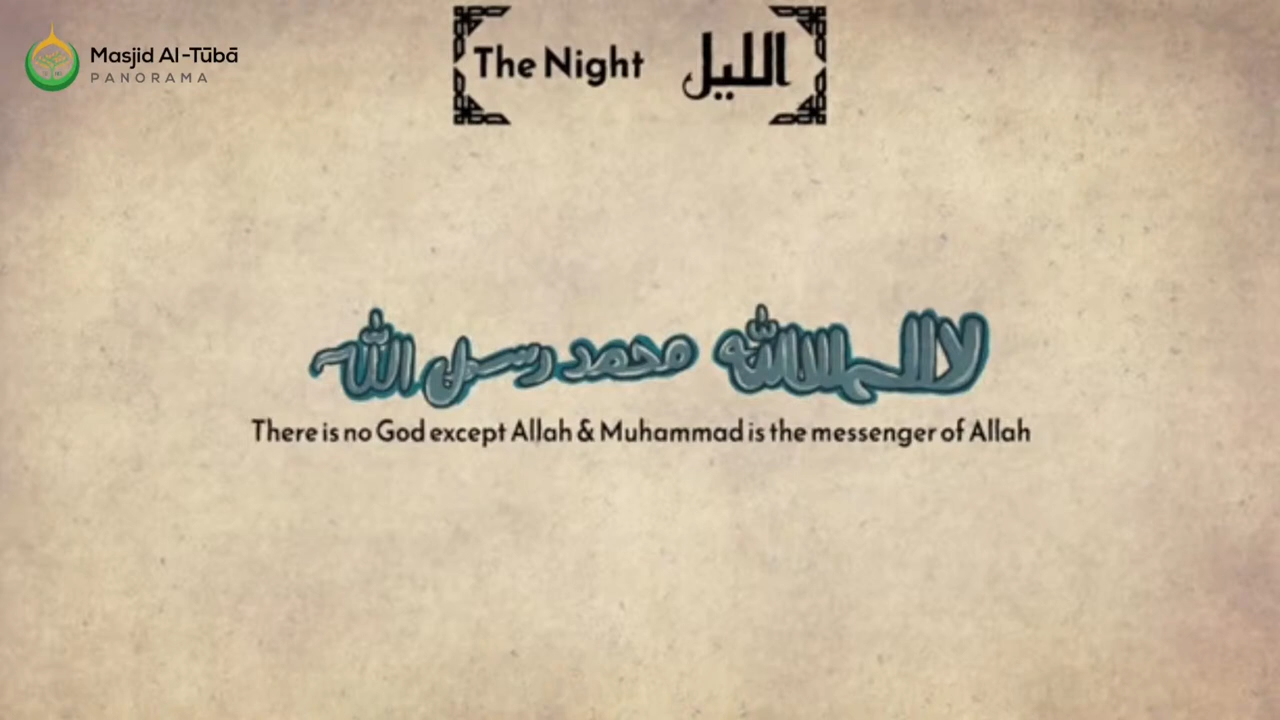 Masjid Al-Tūbā
PANORAMA
The Night الليل
لا اله الا الله محمد رسول الله
There is no God except Allah & Muhammad is the messenger of Allah